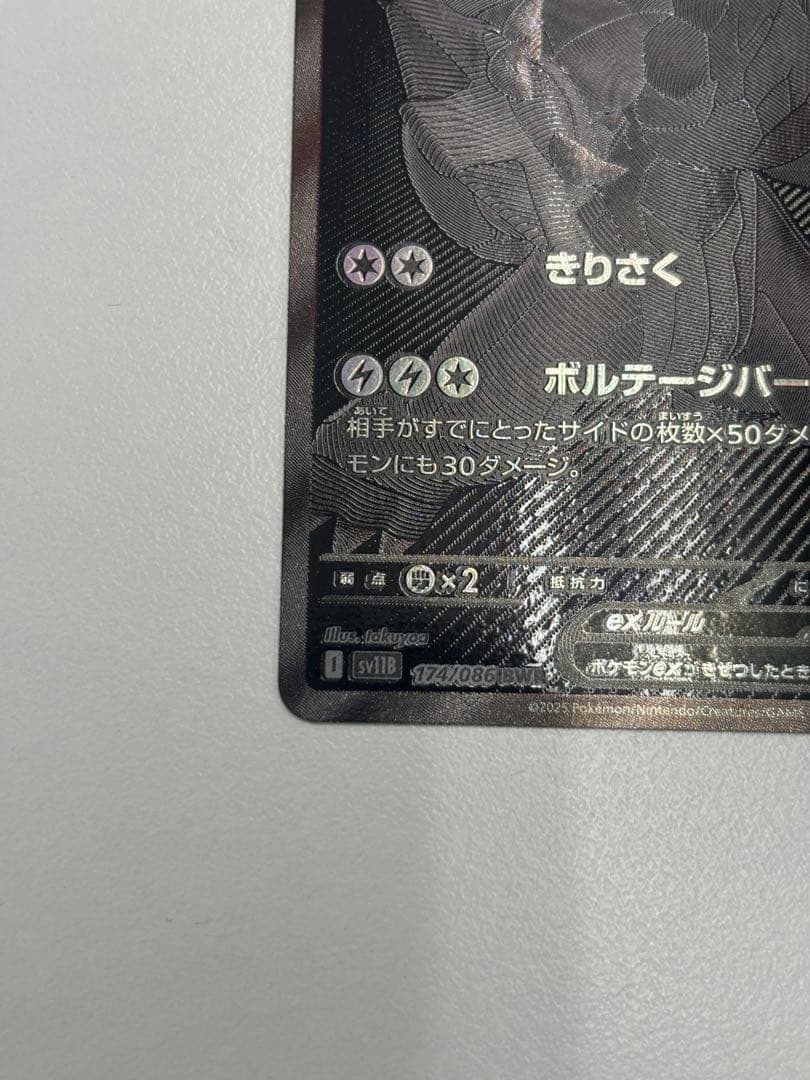 きりさく
ボルテージバー
あいて まいすう
相手がすでにとったサイドの枚数×50ダメ
モンにも30ダメージ。
弱点 ×2 抵抗力
Illus. takuyoa
exルール
I sv11B 174/086 BWR ポケモンexがきぜつしたとき
©2025 Pokémon/Nintendo/Creatures/GAM